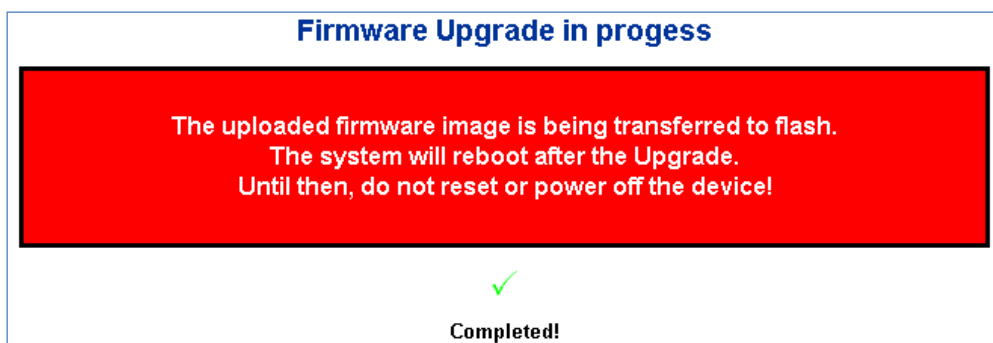 Firmware Upgrade in progess
The uploaded firmware image is being transferred to flash.
The system will reboot after the Upgrade.
Until then, do not reset or power off the device!
Completed!